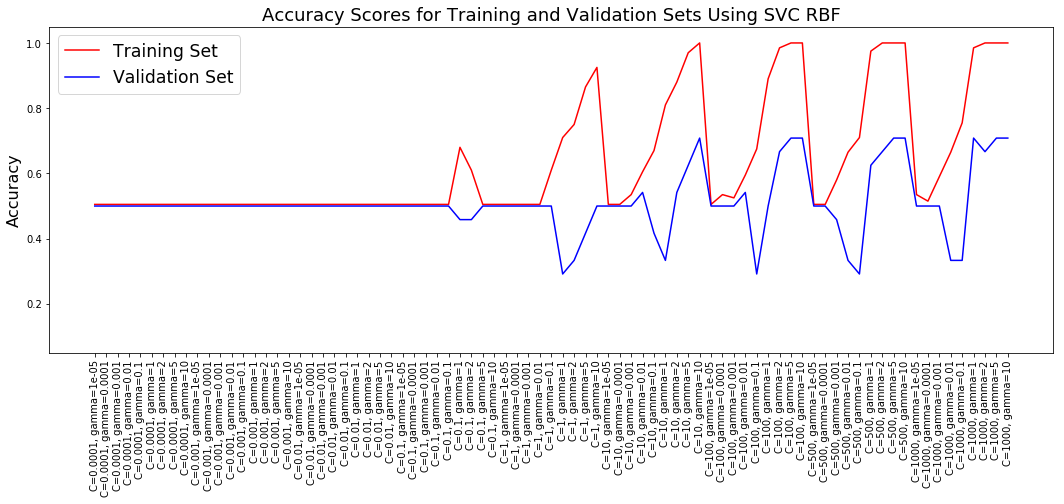 Accuracy Scores for Training and Validation Sets Using SVC RBF
Training Set
Validation Set
Accuracy
1.0
0.8
0.6
0.4
0.2
C=0.0001, gamma=1e-05
C=0.0001, gamma=0.0001
C=0.0001, gamma=0.001
C=0.0001, gamma=0.01
C=0.0001, gamma=0.1
C=0.0001, gamma=1
C=0.0001, gamma=2
C=0.0001, gamma=5
C=0.0001, gamma=10
C=0.001, gamma=1e-05
C=0.001, gamma=0.0001
C=0.001, gamma=0.001
C=0.001, gamma=0.01
C=0.001, gamma=0.1
C=0.001, gamma=1
C=0.001, gamma=2
C=0.001, gamma=5
C=0.001, gamma=10
C=0.01, gamma=1e-05
C=0.01, gamma=0.0001
C=0.01, gamma=0.001
C=0.01, gamma=0.01
C=0.01, gamma=0.1
C=0.01, gamma=1
C=0.01, gamma=2
C=0.01, gamma=5
C=0.01, gamma=10
C=0.1, gamma=1e-05
C=0.1, gamma=0.0001
C=0.1, gamma=0.001
C=0.1, gamma=0.01
C=0.1, gamma=0.1
C=0.1, gamma=1
C=0.1, gamma=2
C=0.1, gamma=5
C=0.1, gamma=10
C=1, gamma=1e-05
C=1, gamma=0.0001
C=1, gamma=0.001
C=1, gamma=0.01
C=1, gamma=0.1
C=1, gamma=1
C=1, gamma=2
C=1, gamma=5
C=1, gamma=10
C=10, gamma=1e-05
C=10, gamma=0.0001
C=10, gamma=0.001
C=10, gamma=0.01
C=10, gamma=0.1
C=10, gamma=1
C=10, gamma=2
C=10, gamma=5
C=10, gamma=10
C=100, gamma=1e-05
C=100, gamma=0.0001
C=100, gamma=0.001
C=100, gamma=0.01
C=100, gamma=0.1
C=100, gamma=1
C=100, gamma=2
C=100, gamma=5
C=100, gamma=10
C=500, gamma=1e-05
C=500, gamma=0.0001
C=500, gamma=0.001
C=500, gamma=0.01
C=500, gamma=0.1
C=500, gamma=1
C=500, gamma=2
C=500, gamma=5
C=500, gamma=10
C=1000, gamma=1e-05
C=1000, gamma=0.0001
C=1000, gamma=0.001
C=1000, gamma=0.01
C=1000, gamma=0.1
C=1000, gamma=1
C=1000, gamma=2
C=1000, gamma=5
C=1000, gamma=10